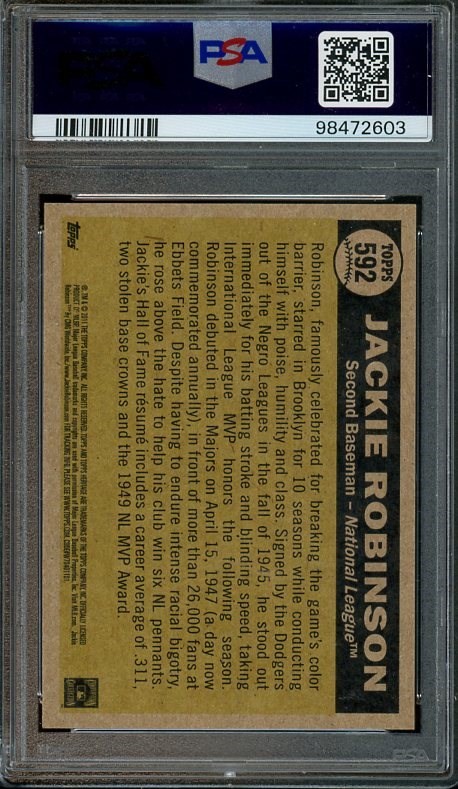 PSA
98472603
TOPPS
592
JACKIE ROBINSON
Second Baseman – National League™
Robinson, famously celebrated for breaking the game's color
barrier, starred in Brooklyn for 10 seasons while conducting
himself with poise, humility and class. Signed by the Dodgers
out of the Negro Leagues in the fall of 1945, he stood out
immediately for his batting stroke and blinding speed, taking
International League MVP honors the following season.
Robinson debuted in the Majors on April 15, 1947 (a day now
commemorated annually), in front of more than 26,000 fans at
Ebbets Field. Despite having to endure intense racial bigotry,
he rose above the hate to help his club win six NL pennants.
Jackie's Hall of Fame résumé includes a career average of .311,
two stolen base crowns and the 1949 NL MVP Award.
topps
PSA